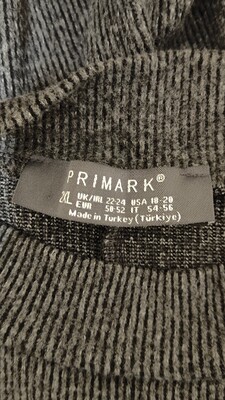 PRIMARK®
2XL UK/IRL 22-24 USA 18-20
EUR 50-52 IT 54-56
Made in Turkey (Türkiye)